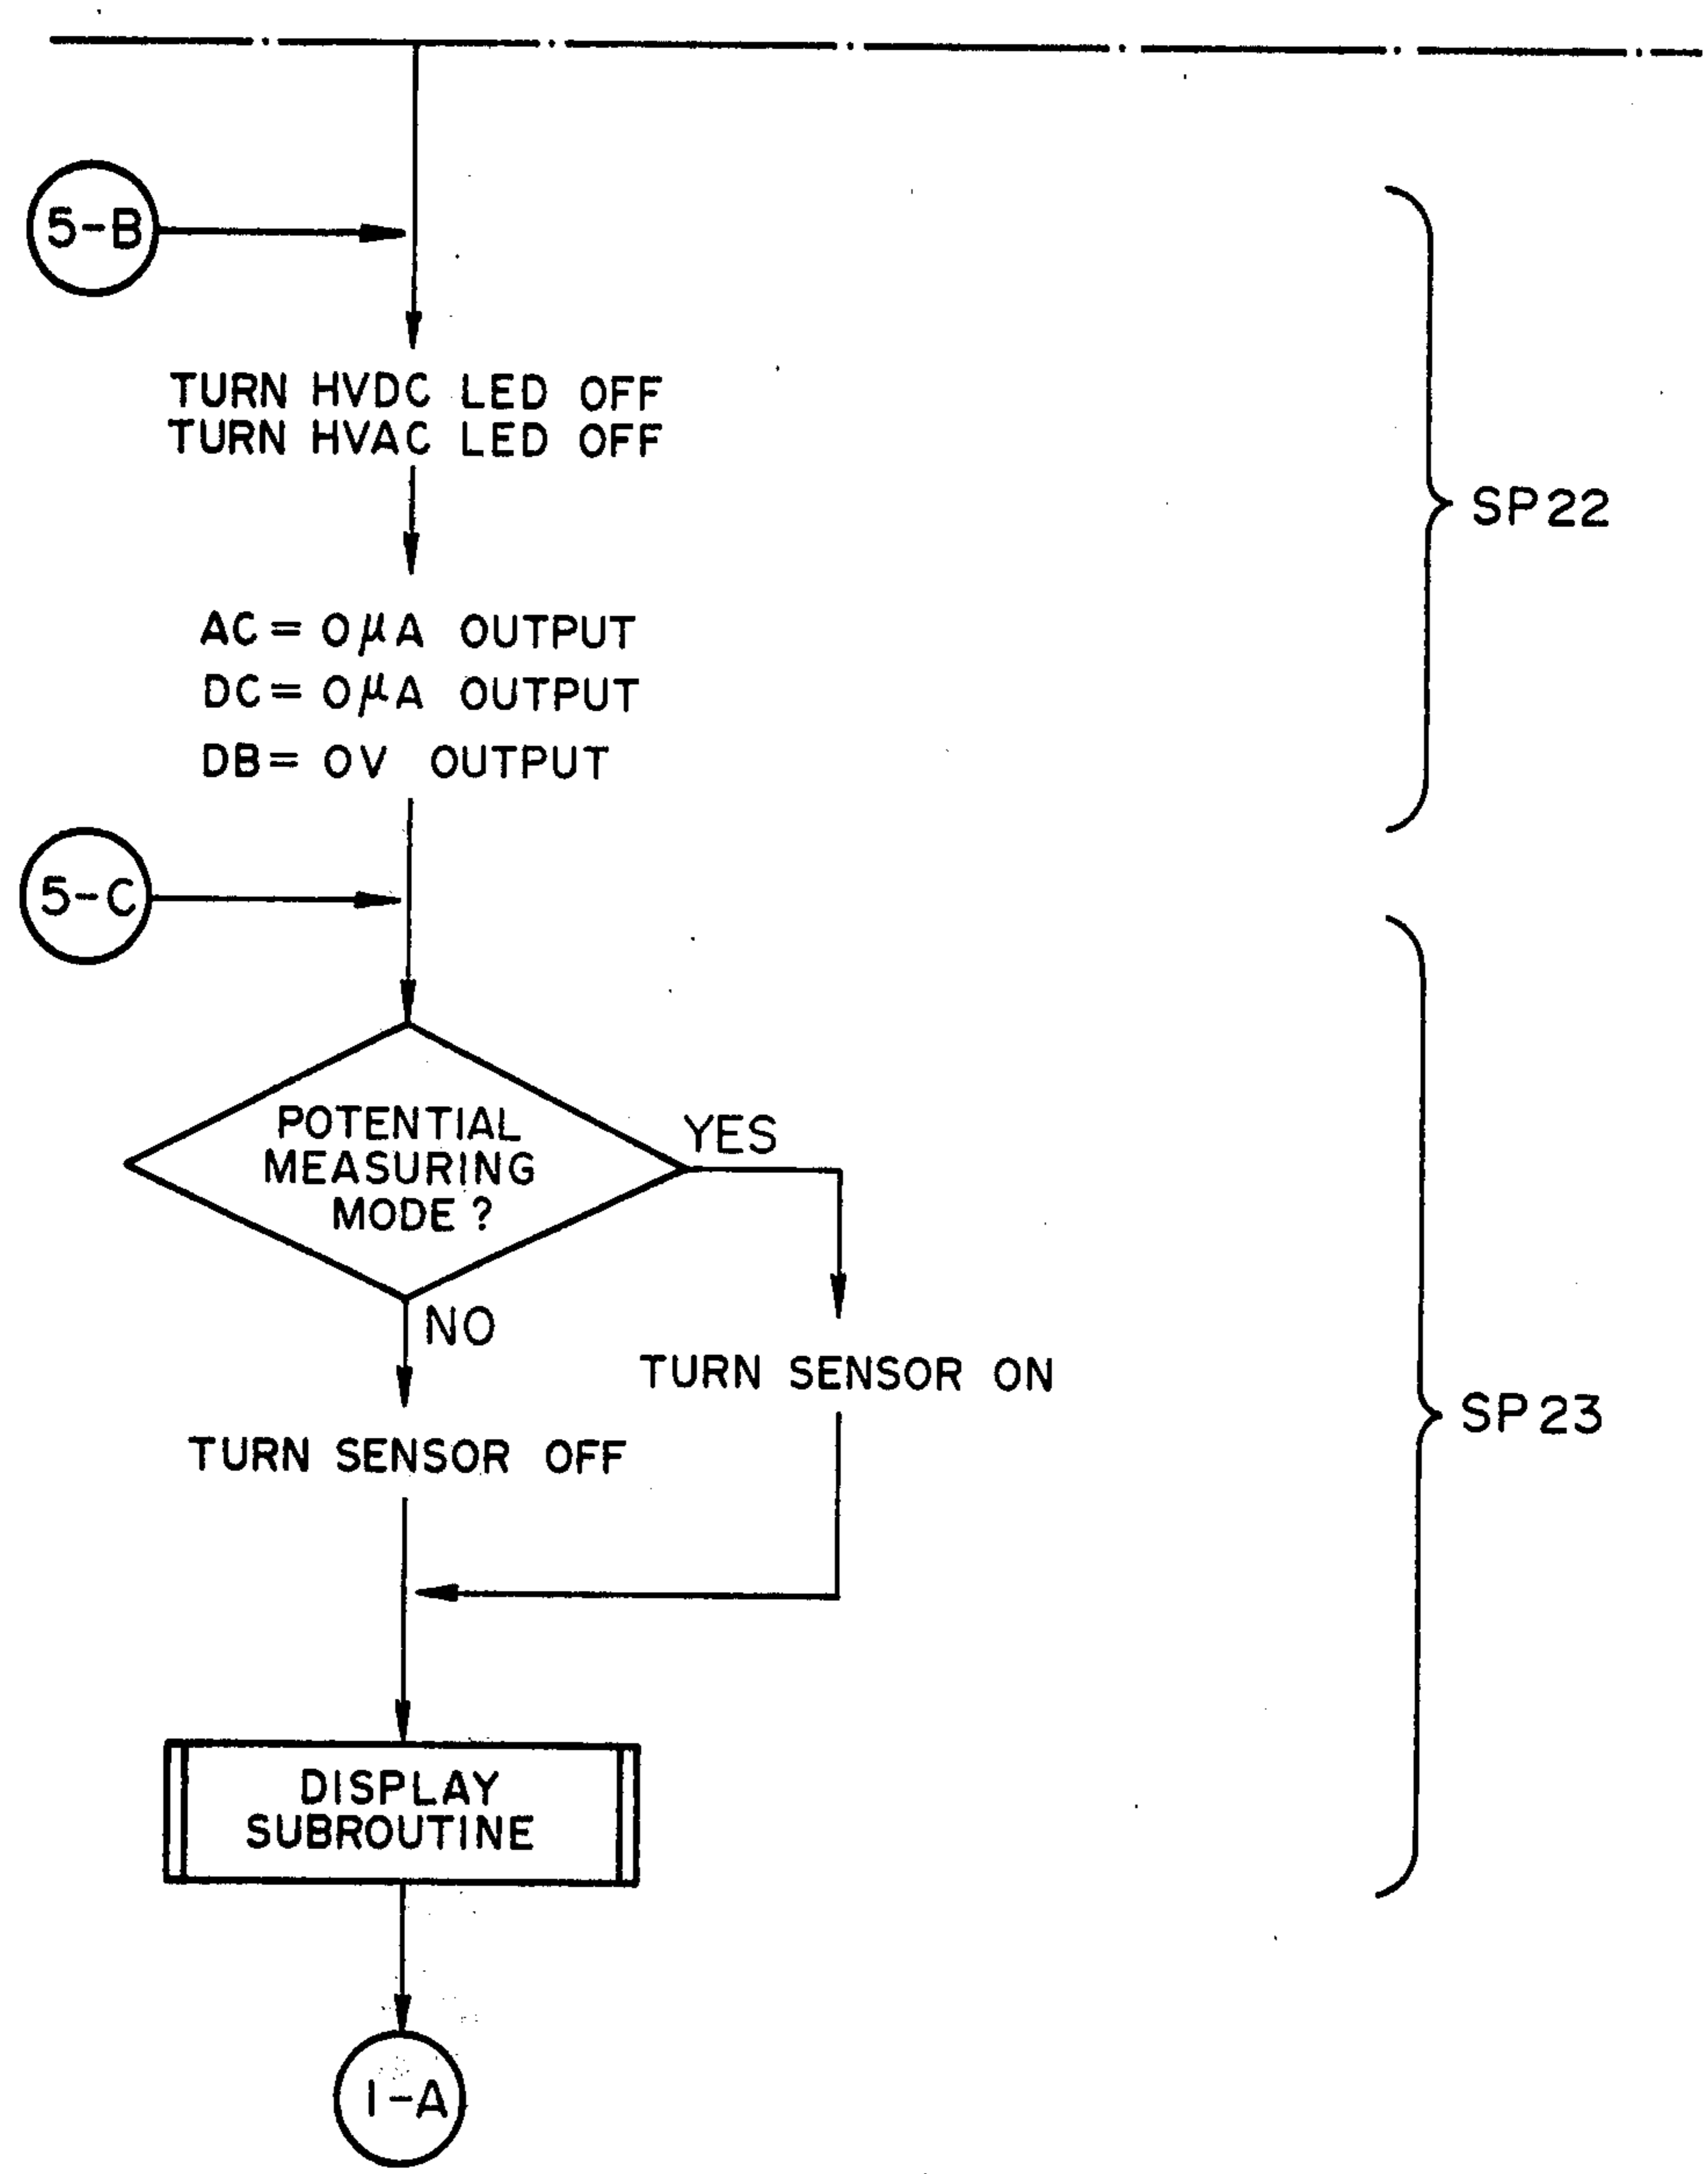 5-B
TURN HVDC LED OFF
TURN HVAC LED OFF
SP22
AC = 0μA OUTPUT
DC = 0μA OUTPUT
DB = 0V OUTPUT
5-C
POTENTIAL
MEASURING
MODE ?
YES
NO
TURN SENSOR ON
SP23
TURN SENSOR OFF
DISPLAY
SUBROUTINE
1-A